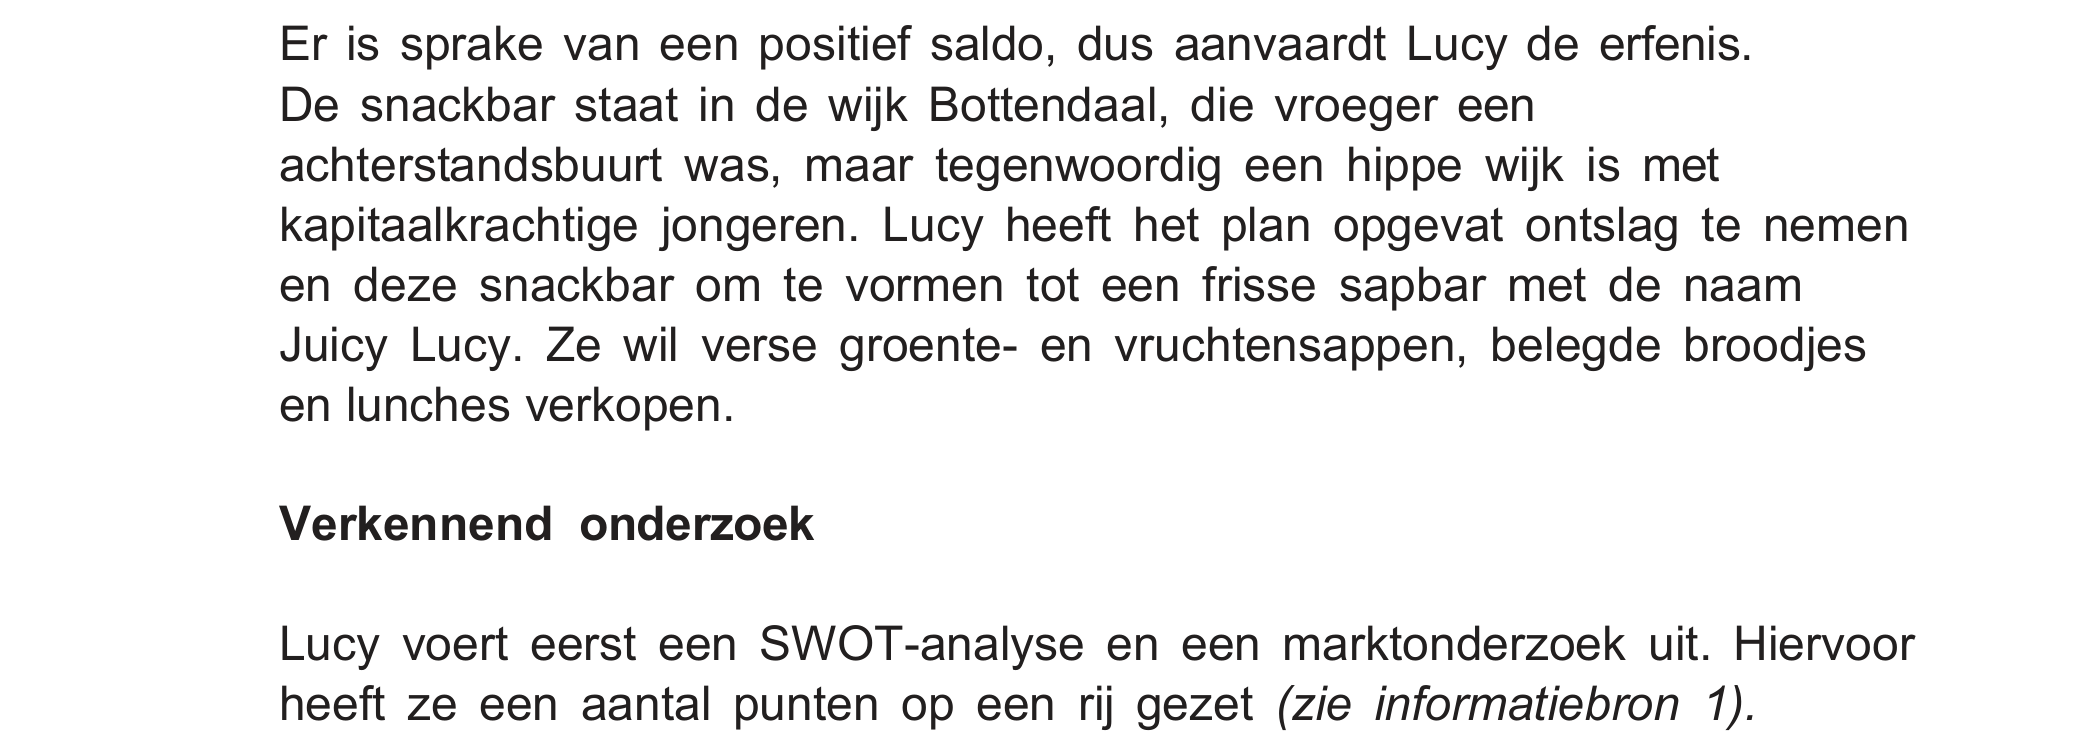 Er is sprake van een positief saldo, dus aanvaardt Lucy de erfenis.
De snackbar staat in de wijk Bottendaal, die vroeger een
achterstandsbuurt was, maar tegenwoordig een hippe wijk is met
kapitaalkrachtige jongeren. Lucy heeft het plan opgevat ontslag te nemen
en deze snackbar om te vormen tot een frisse sapbar met de naam
Juicy Lucy. Ze wil verse groente- en vruchtensappen, belegde broodjes
en lunches verkopen.
Verkennend onderzoek
Lucy voert eerst een SWOT-analyse en een marktonderzoek uit. Hiervoor
heeft ze een aantal punten op een rij gezet (zie informatiebron 1).